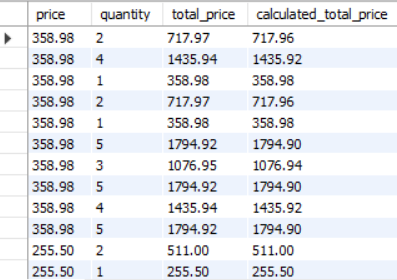 price quantity total_price calculated_total_price
358.98 2 717.97 717.96
358.98 4 1435.94 1435.92
358.98 1 358.98 358.98
358.98 2 717.97 717.96
358.98 1 358.98 358.98
358.98 5 1794.92 1794.90
358.98 3 1076.95 1076.94
358.98 5 1794.92 1794.90
358.98 4 1435.94 1435.92
358.98 5 1794.92 1794.90
255.50 2 511.00 511.00
255.50 1 255.50 255.50